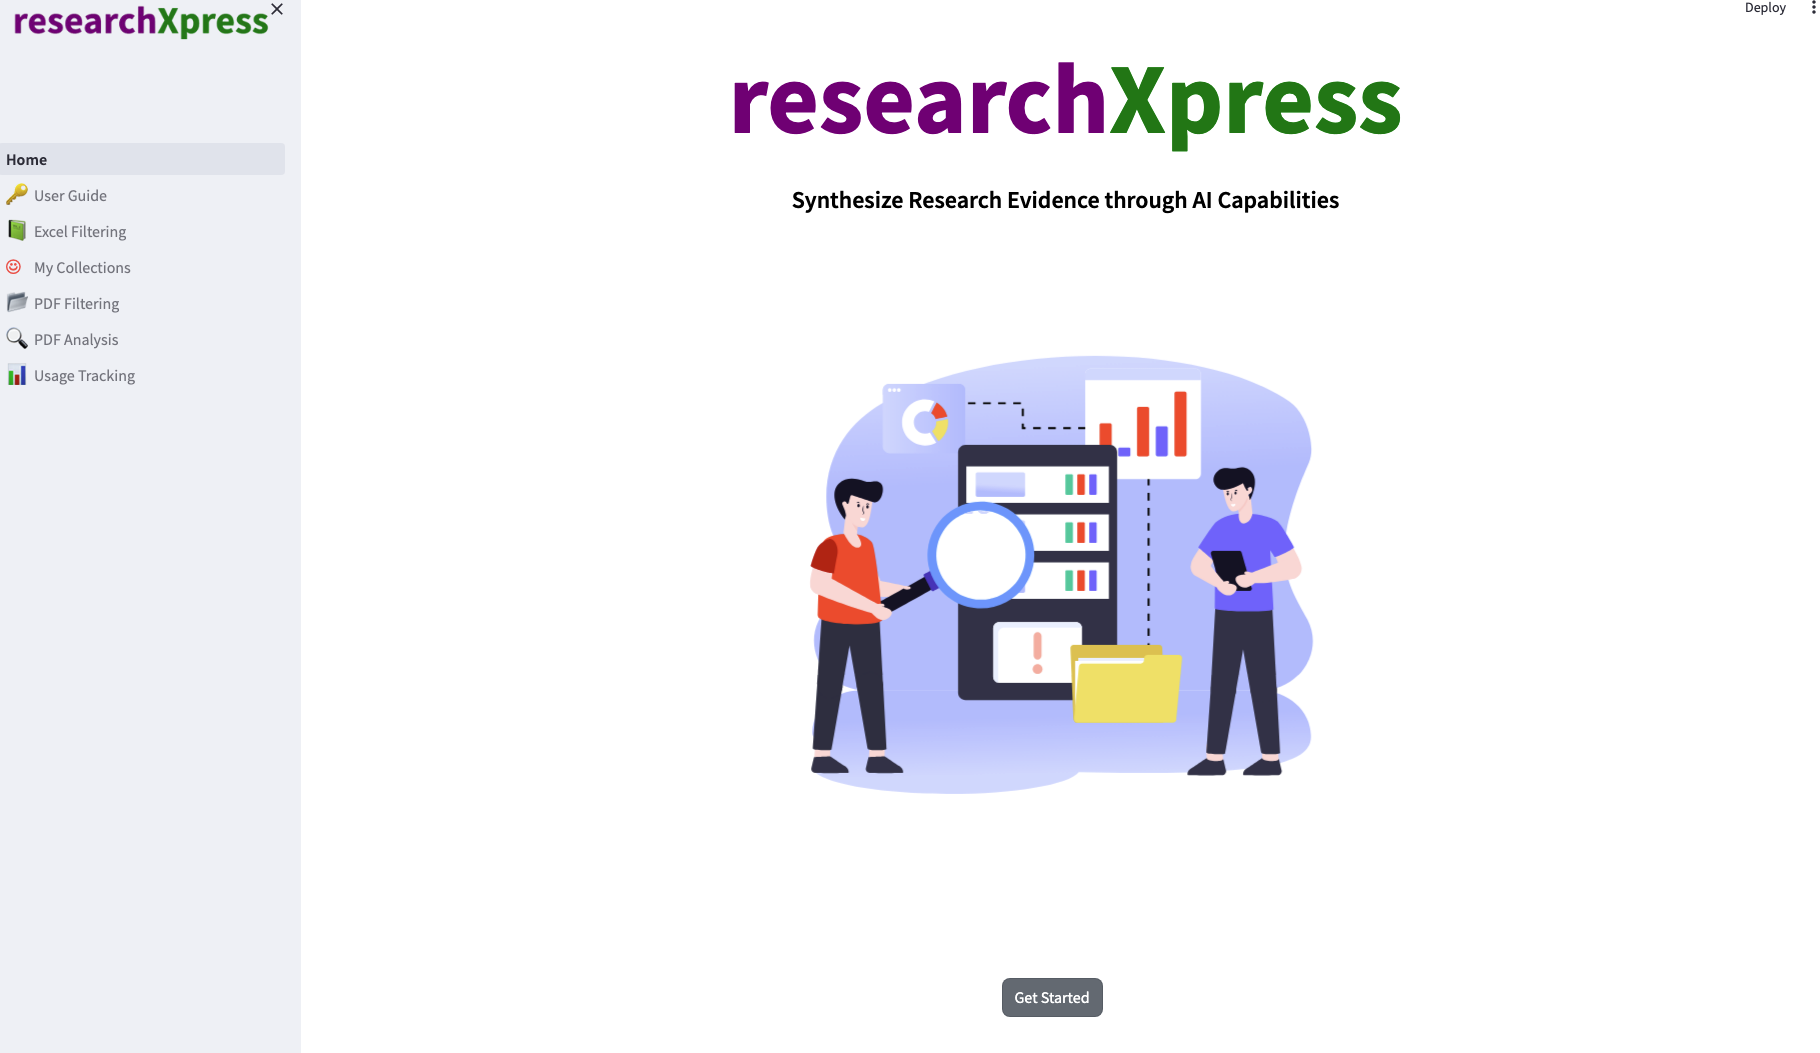 researchXpress
Home
User Guide
Excel Filtering
My Collections
PDF Filtering
PDF Analysis
Usage Tracking
Deploy
researchXpress
Synthesize Research Evidence through AI Capabilities
Get Started